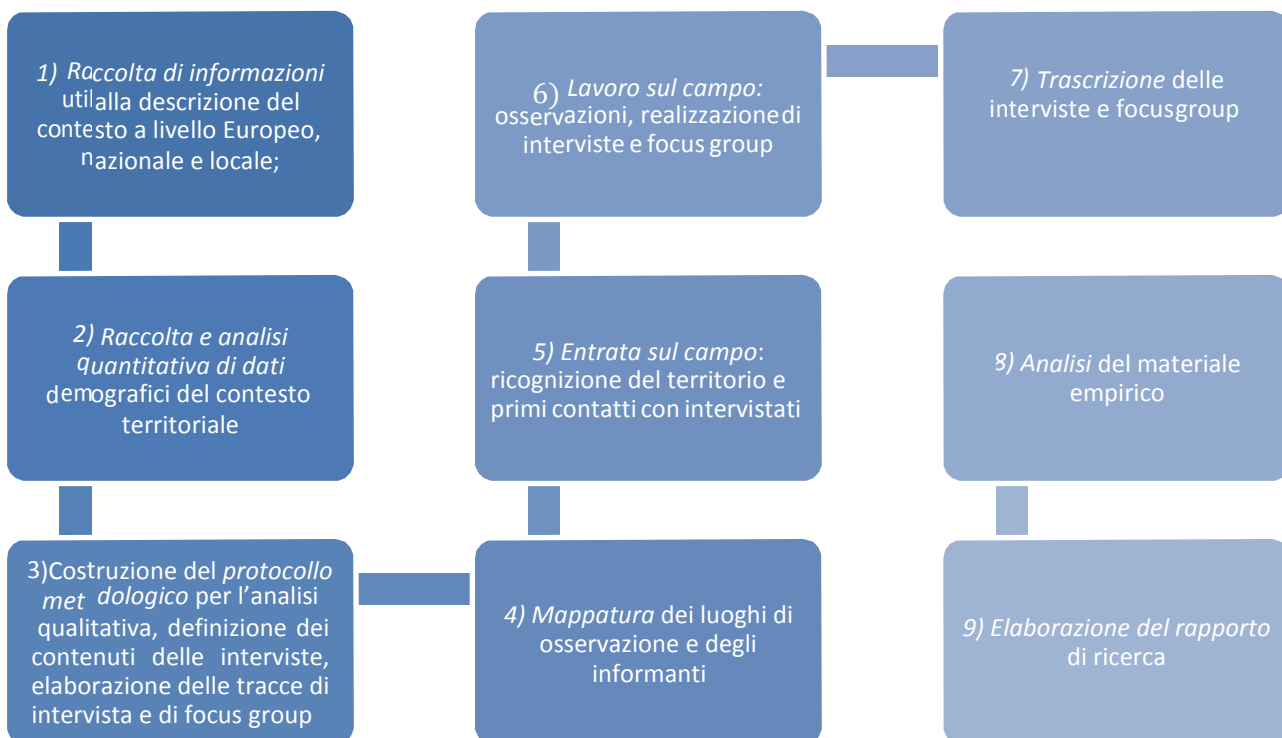 1) Raccolta di informazioni
utilalla descrizione del
contesto a livello Europeo,
nazionale e locale;
2) Raccolta e analisi
quantitativa di dati
demografici del contesto
territoriale
3)Costruzione del protocollo
met dologico per l’analisi
qualitativa, definizione dei
contenuti delle interviste,
elaborazione delle tracce di
intervista e di focus group
4) Mappatura dei luoghi di
osservazione e degli
informanti
5) Entrata sul campo:
ricognizione del territorio e
primi contatti con intervistati
6) Lavoro sul campo:
osservazioni, realizzazionedi
interviste e focus group
7) Trascrizione delle
interviste e focusgroup
8) Analisi del materiale
empirico
9) Elaborazione del rapporto
di ricerca